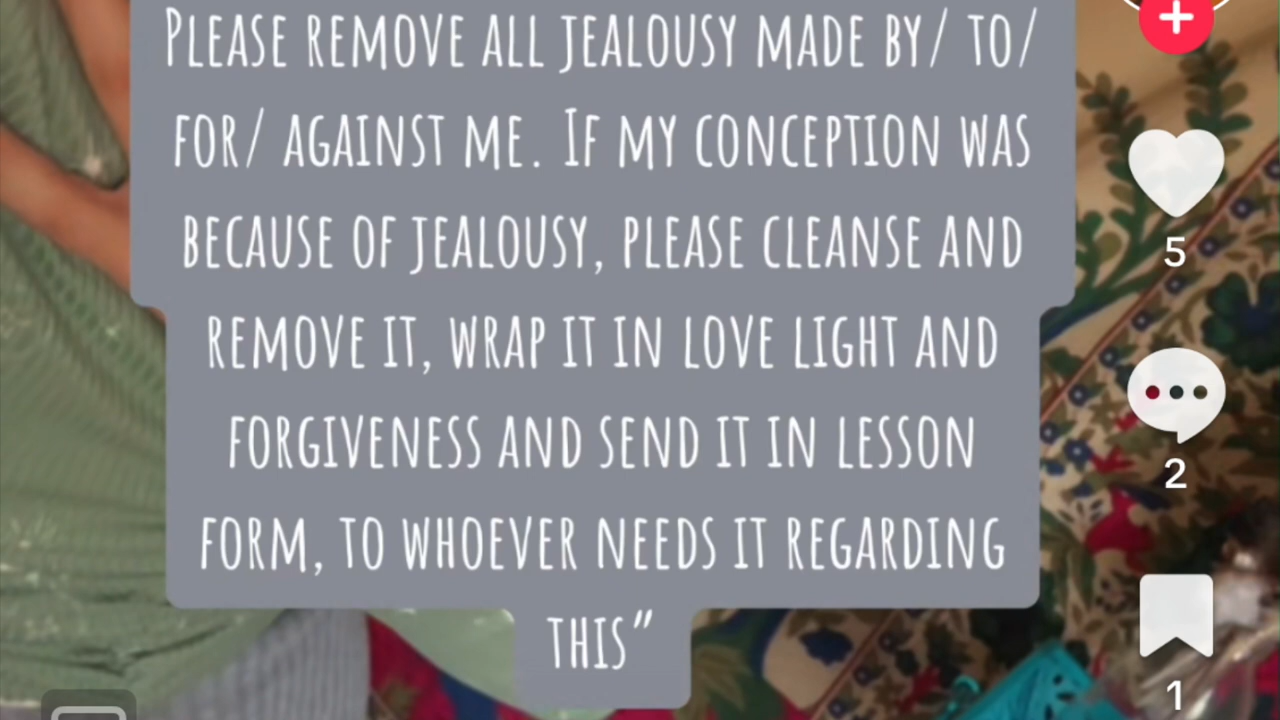 PLEASE REMOVE ALL JEALOUSY MADE BY/ TO/
FOR/ AGAINST ME. IF MY CONCEPTION WAS
BECAUSE OF JEALOUSY, PLEASE CLEANSE AND
REMOVE IT, WRAP IT IN LOVE LIGHT AND
FORGIVENESS AND SEND IT IN LESSON
FORM, TO WHOEVER NEEDS IT REGARDING
THIS”
5
2
1